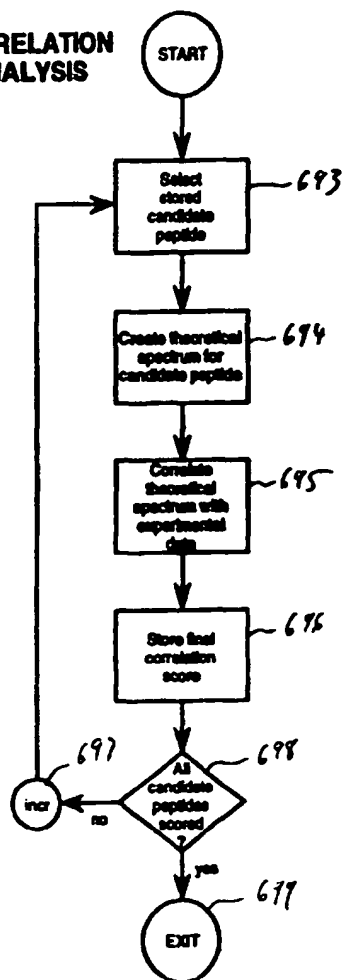 RELATION
NALYSIS
START
Select
stored
candidate
peptide
693
Create theoretical
spectrum for
candidate peptide
694
Correlate
theoretical
spectrum with
experimental
data
695
Store final
correlation
score
696
All
candidate
peptides
scored
?
698
697
incr
no
yes
699
EXIT